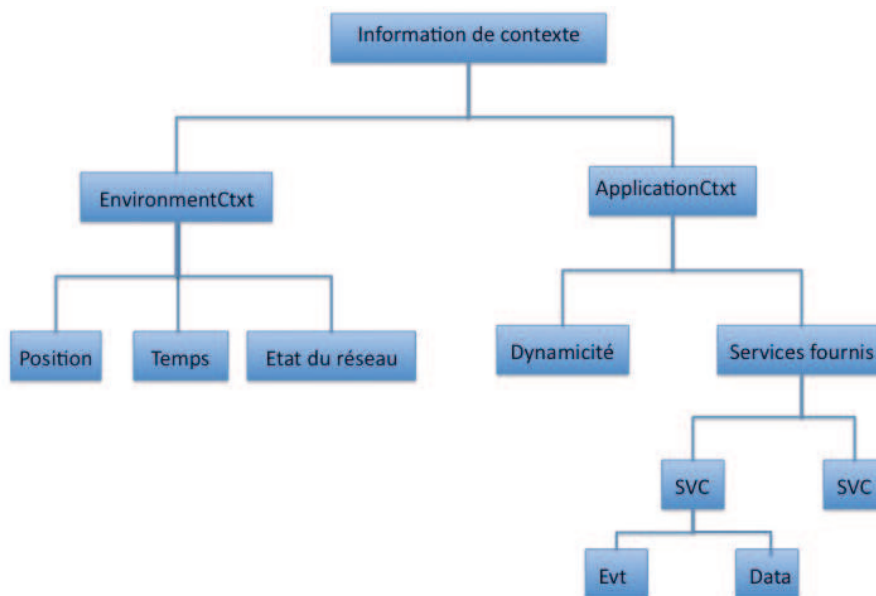 Information de contexte
EnvironmentCtxt
ApplicationCtxt
Position
Temps
Etat du réseau
Dynamicité
Services fournis
SVC
SVC
Evt
Data